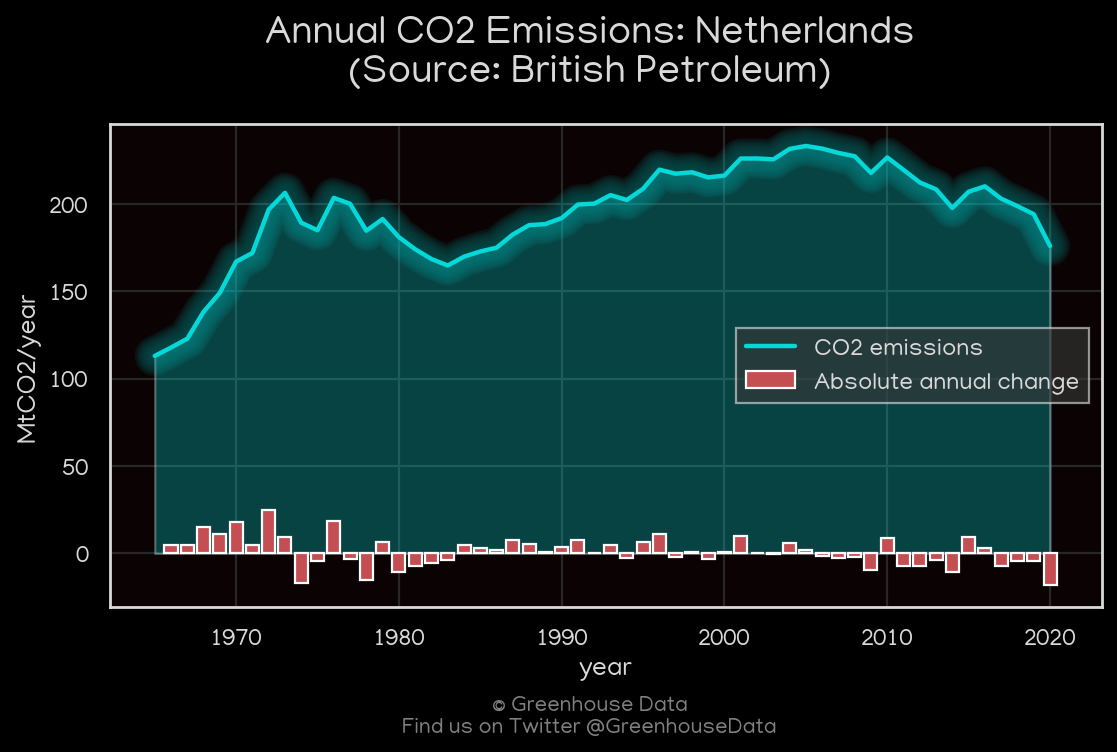 Annual CO2 Emissions: Netherlands
(Source: British Petroleum)
MtCO2/year
200
150
100
50
0
CO2 emissions
Absolute annual change
1970
1980
1990
2000
2010
2020
year
© Greenhouse Data
Find us on Twitter @GreenhouseData